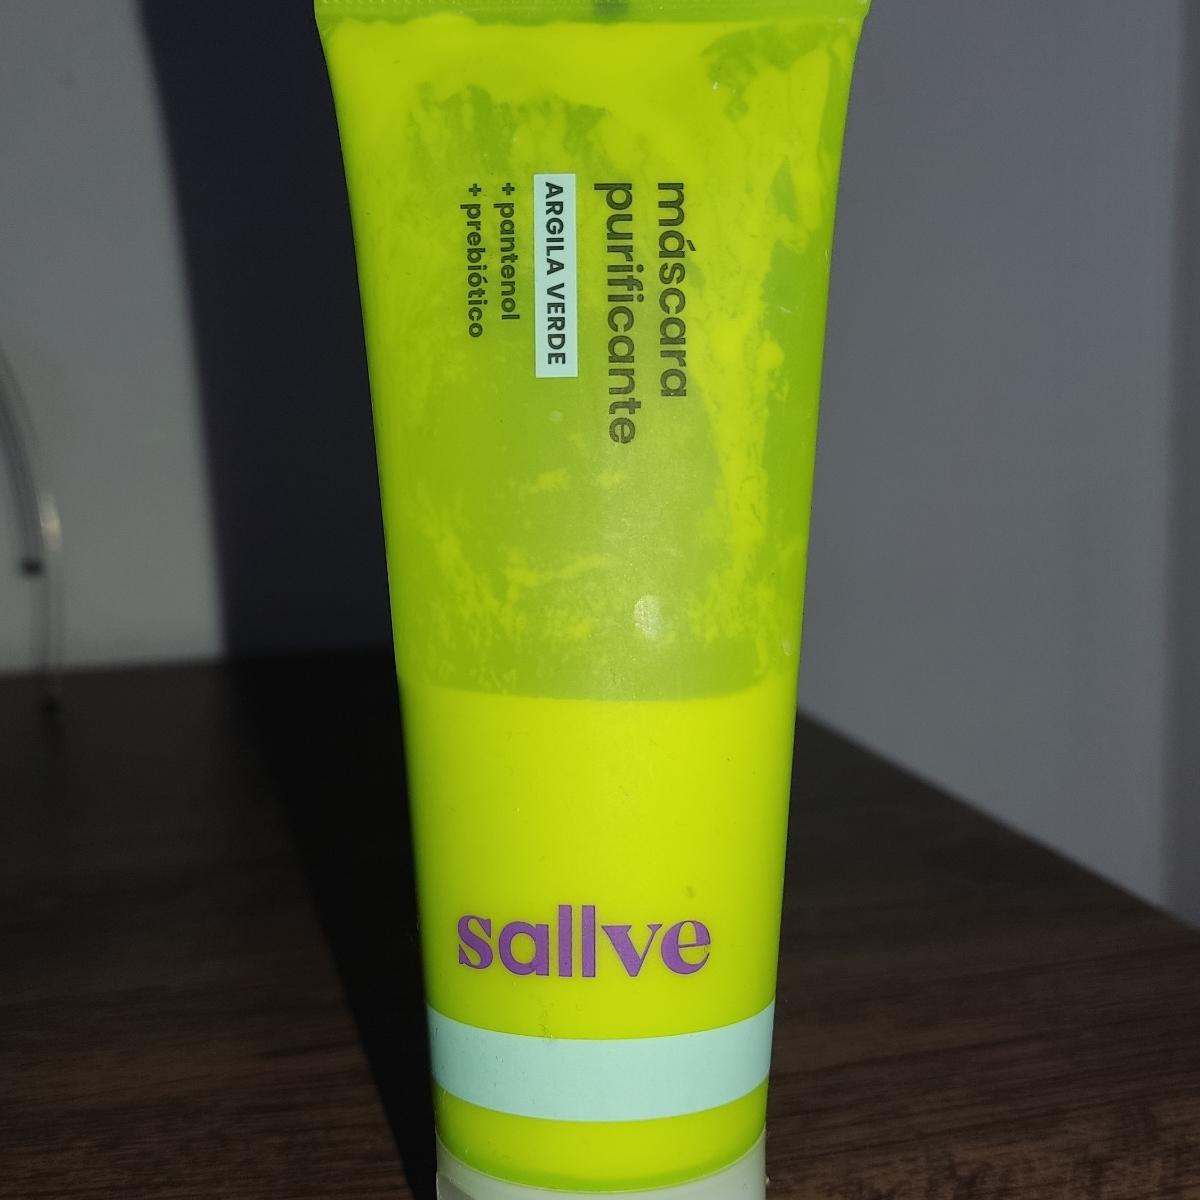 máscara
purificante
ARGILA VERDE
+ pantenol
+ prebiótico
sallve